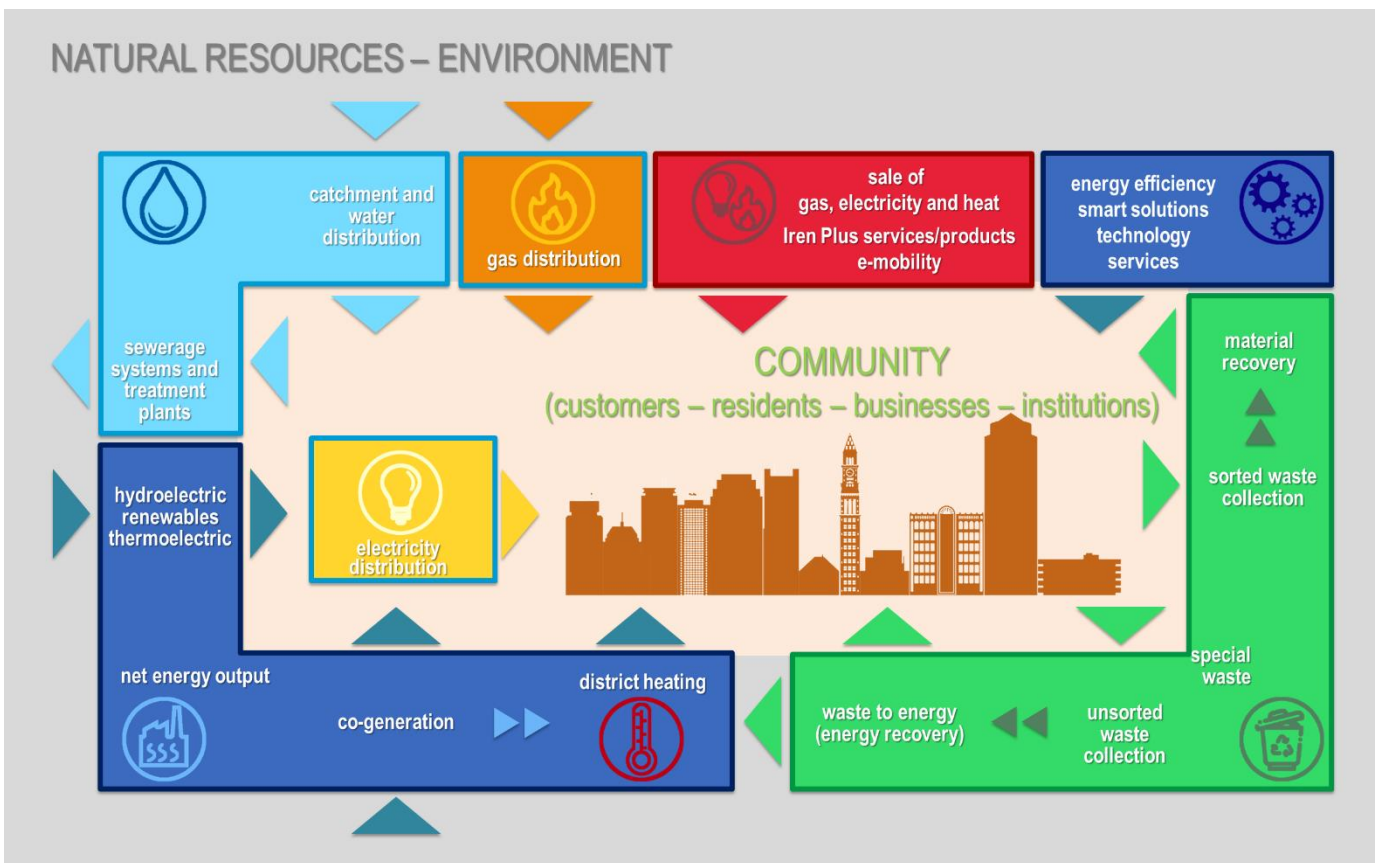 NATURAL RESOURCES – ENVIRONMENT
catchment and
water
distribution
gas distribution
sale of
gas, electricity and heat
Iren Plus services/products
e-mobility
energy efficiency
smart solutions
technology
services
sewerage
systems and
treatment
plants
COMMUNITY
(customers – residents – businesses – institutions)
material
recovery
sorted waste
collection
hydroelectric
renewables
thermoelectric
electricity
distribution
net energy output
co-generation
district heating
waste to energy
(energy recovery)
unsorted
waste
collection
special
waste